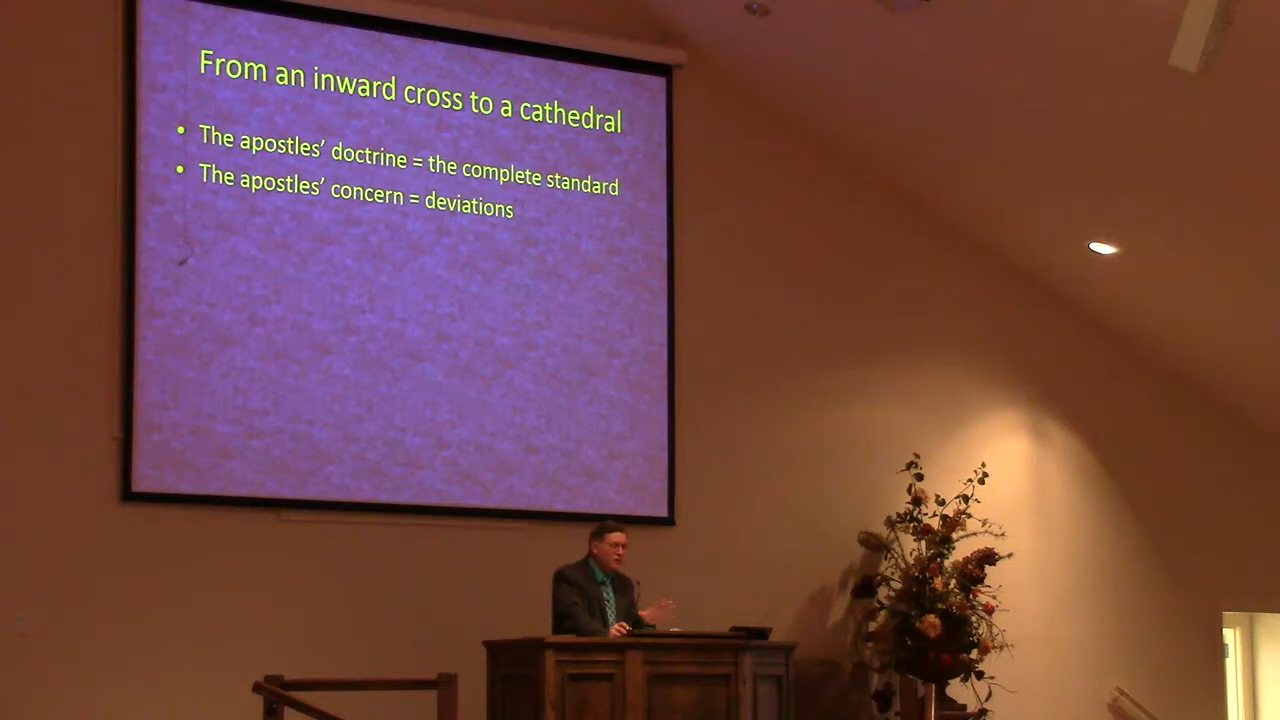 From an inward cross to a cathedral
• The apostles’ doctrine = the complete standard
• The apostles’ concern = deviations